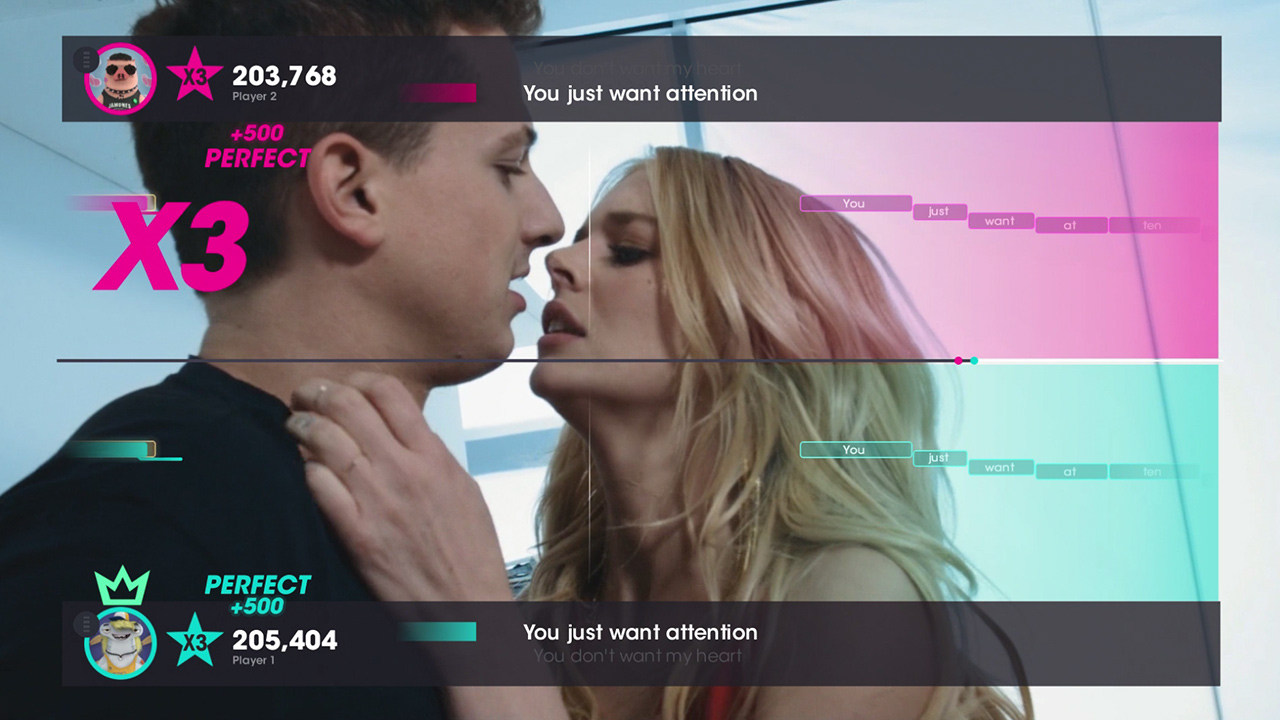 You don't want my heart
X3 203,768
Player 2
You just want attention
+500
PERFECT
X3
You just want at ten
You just want at ten
PERFECT
+500
X3 205,404
Player 1
You just want attention
You don't want my heart